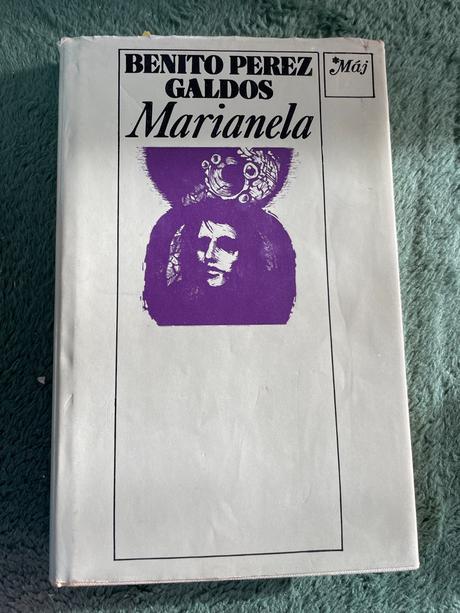 BENITO PEREZ
GALDOS
Marianela
*Máj